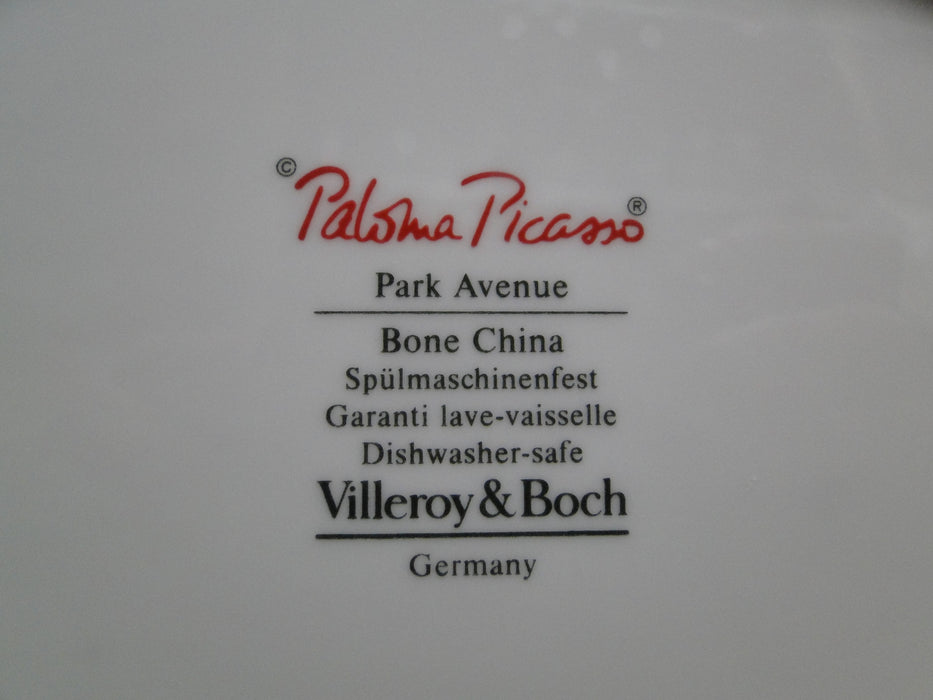 © Paloma Picasso ®
Park Avenue
Bone China
Spülmaschinenfest
Garanti lave-vaisselle
Dishwasher-safe
Villeroy & Boch
Germany